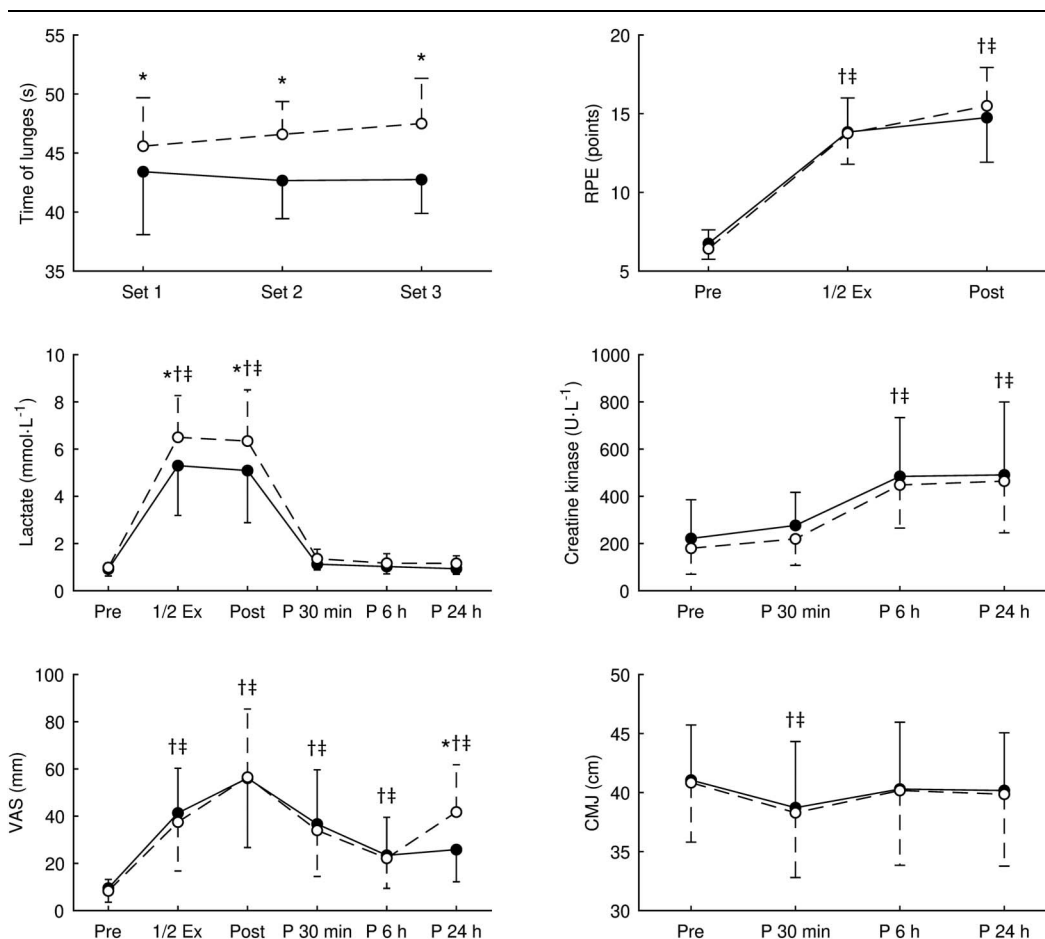 Time of lunges (s)
60
55
50
45
40
35
* * *
Set 1 Set 2 Set 3
RPE (points)
20
15
10
5
†‡ †‡
Pre 1/2 Ex Post
Lactate (mmol·L⁻¹)
10
8
6
4
2
0
*†‡ *†‡
Pre 1/2 Ex Post P 30 min P 6 h P 24 h
Creatine kinase (U·L⁻¹)
1000
800
600
400
200
0
†‡ †‡
Pre P 30 min P 6 h P 24 h
VAS (mm)
100
80
60
40
20
0
†‡ †‡ †‡ †‡ *†‡
Pre 1/2 Ex Post P 30 min P 6 h P 24 h
CMJ (cm)
50
45
40
35
30
†‡
Pre P 30 min P 6 h P 24 h